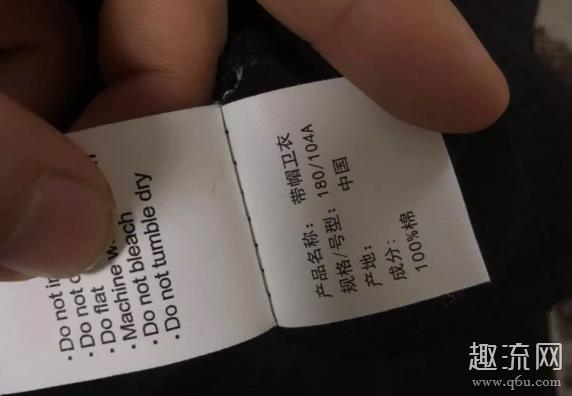 · Do not
· Do not
· Do flat
· Machine
· Do not bleach
· Do not tumble dry
产品名称: 带帽卫衣
规格/号型: 180/104A
产地: 中国
成分:
100%棉
趣流网
www.q6u.com